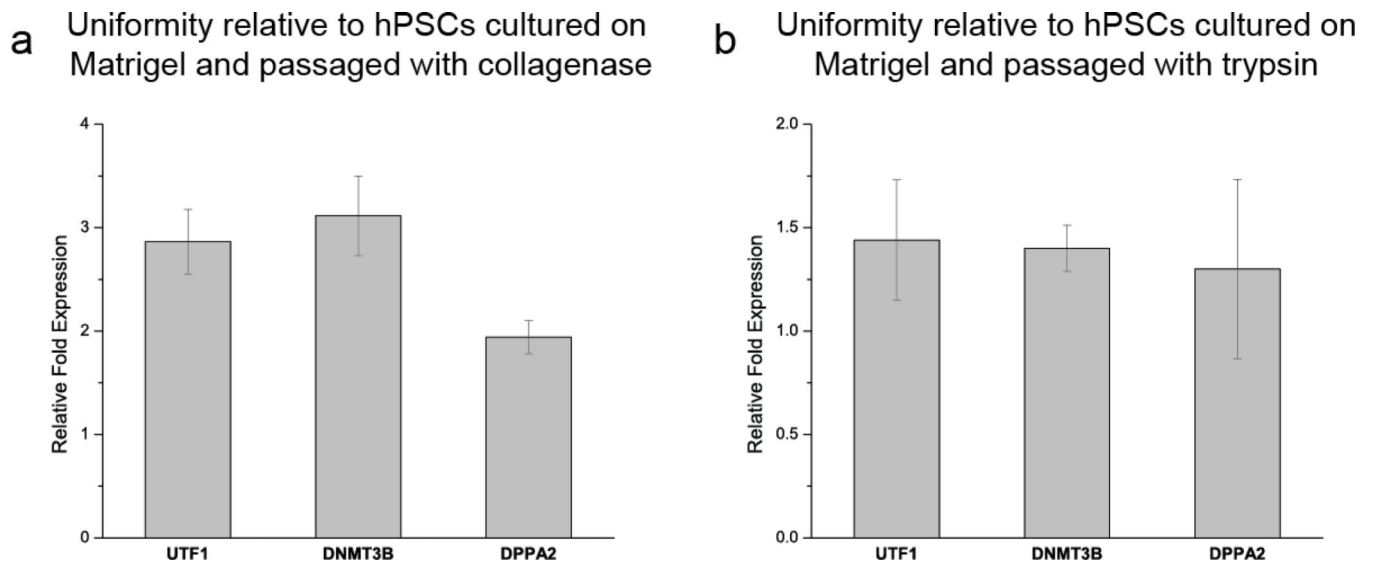 a
Uniformity relative to hPSCs cultured on
Matrigel and passaged with collagenase
4
3
2
1
0
Relative Fold Expression
UTF1 DNMT3B DPPA2
b
Uniformity relative to hPSCs cultured on
Matrigel and passaged with trypsin
2.0
1.5
1.0
0.5
0.0
Relative Fold Expression
UTF1 DNMT3B DPPA2